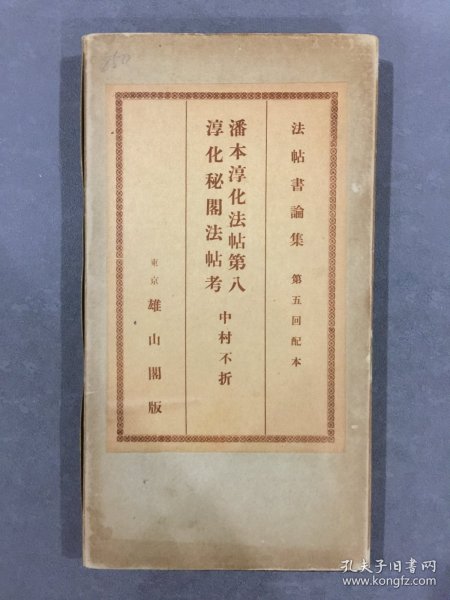 法帖書論集 第五回配本
潘本淳化法帖第八
淳化秘閣法帖考 中村不折
東京 雄山閣版
孔夫子旧书网
www.kongfz.com